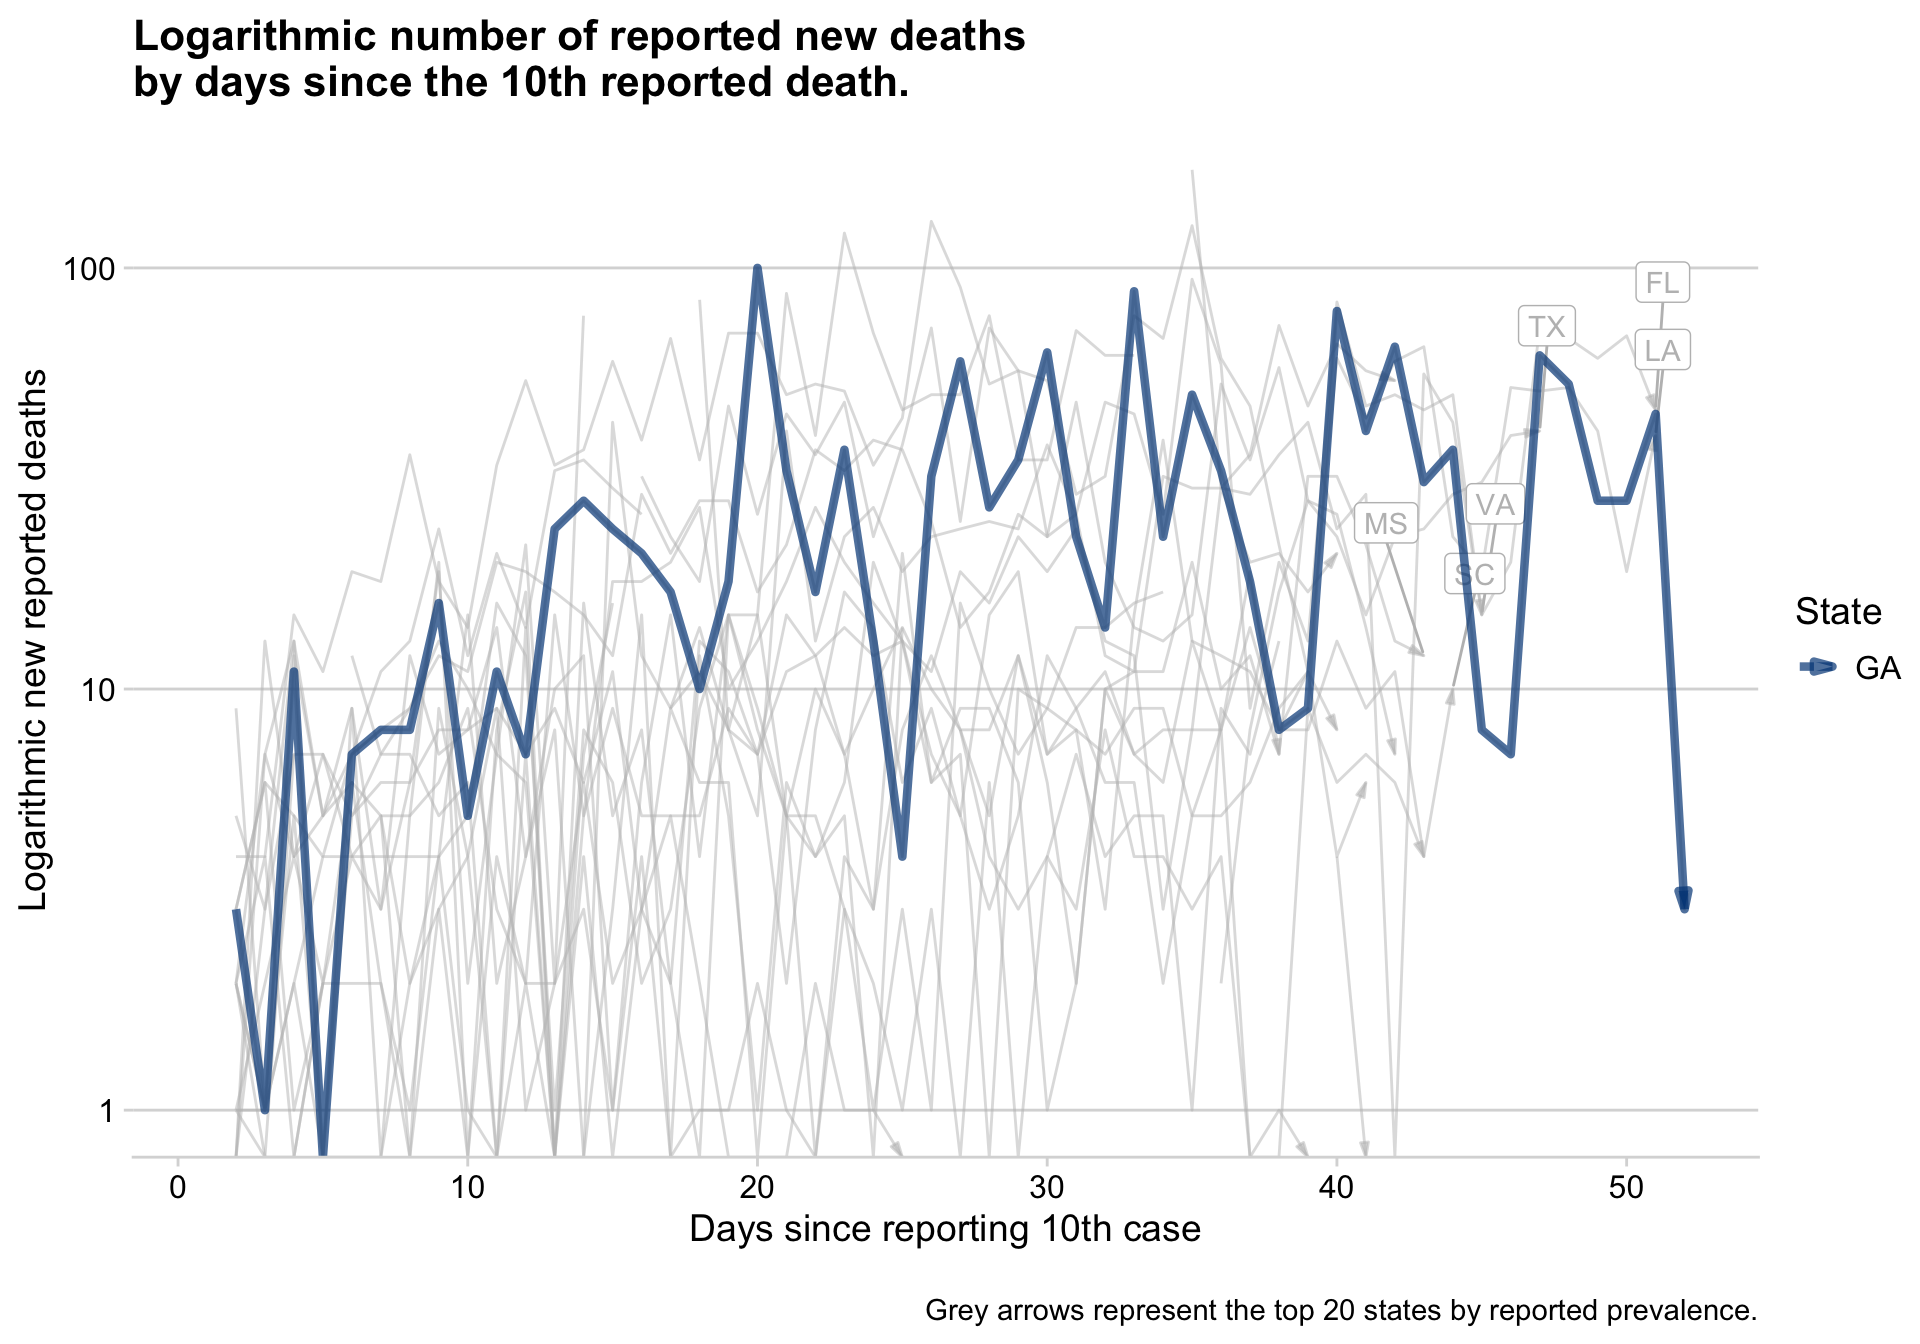 Logarithmic number of reported new deaths
by days since the 10th reported death.
Logarithmic new reported deaths
100
10
1
FL
TX
LA
VA
MS
SC
State
GA
0 10 20 30 40 50
Days since reporting 10th case
Grey arrows represent the top 20 states by reported prevalence.